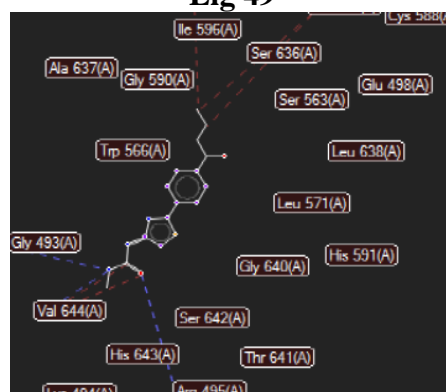 Lig 49
Cys 588(A)
Ile 596(A)
Ser 636(A)
Ala 637(A)
Gly 590(A)
Glu 498(A)
Ser 563(A)
Trp 566(A)
Leu 638(A)
Leu 571(A)
Gly 493(A)
His 591(A)
Gly 640(A)
Val 644(A)
Ser 642(A)
His 643(A)
Thr 641(A)
Arg 495(A)